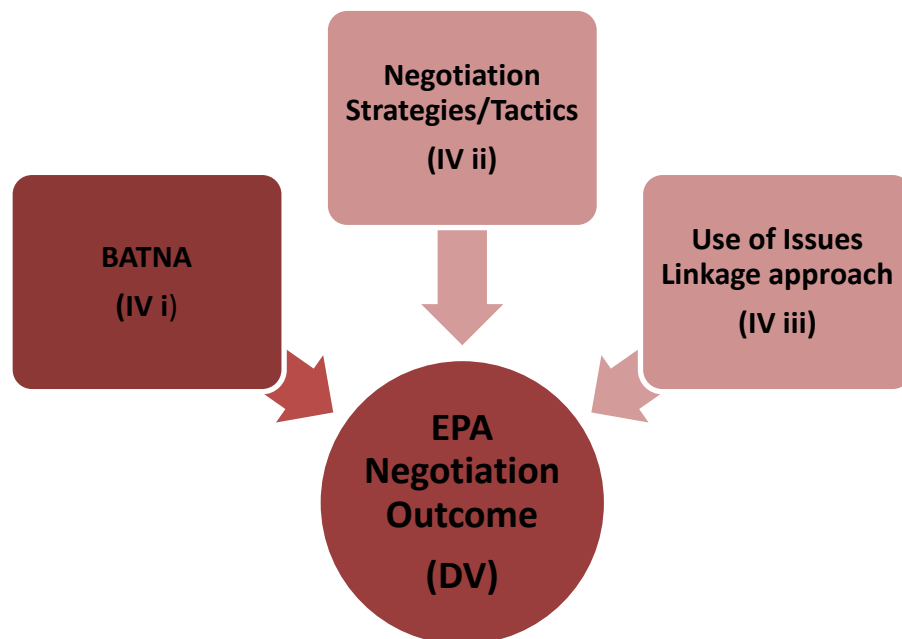 Negotiation
Strategies/Tactics
(IV ii)
BATNA
(IV i)
Use of Issues
Linkage approach
(IV iii)
EPA
Negotiation
Outcome
(DV)